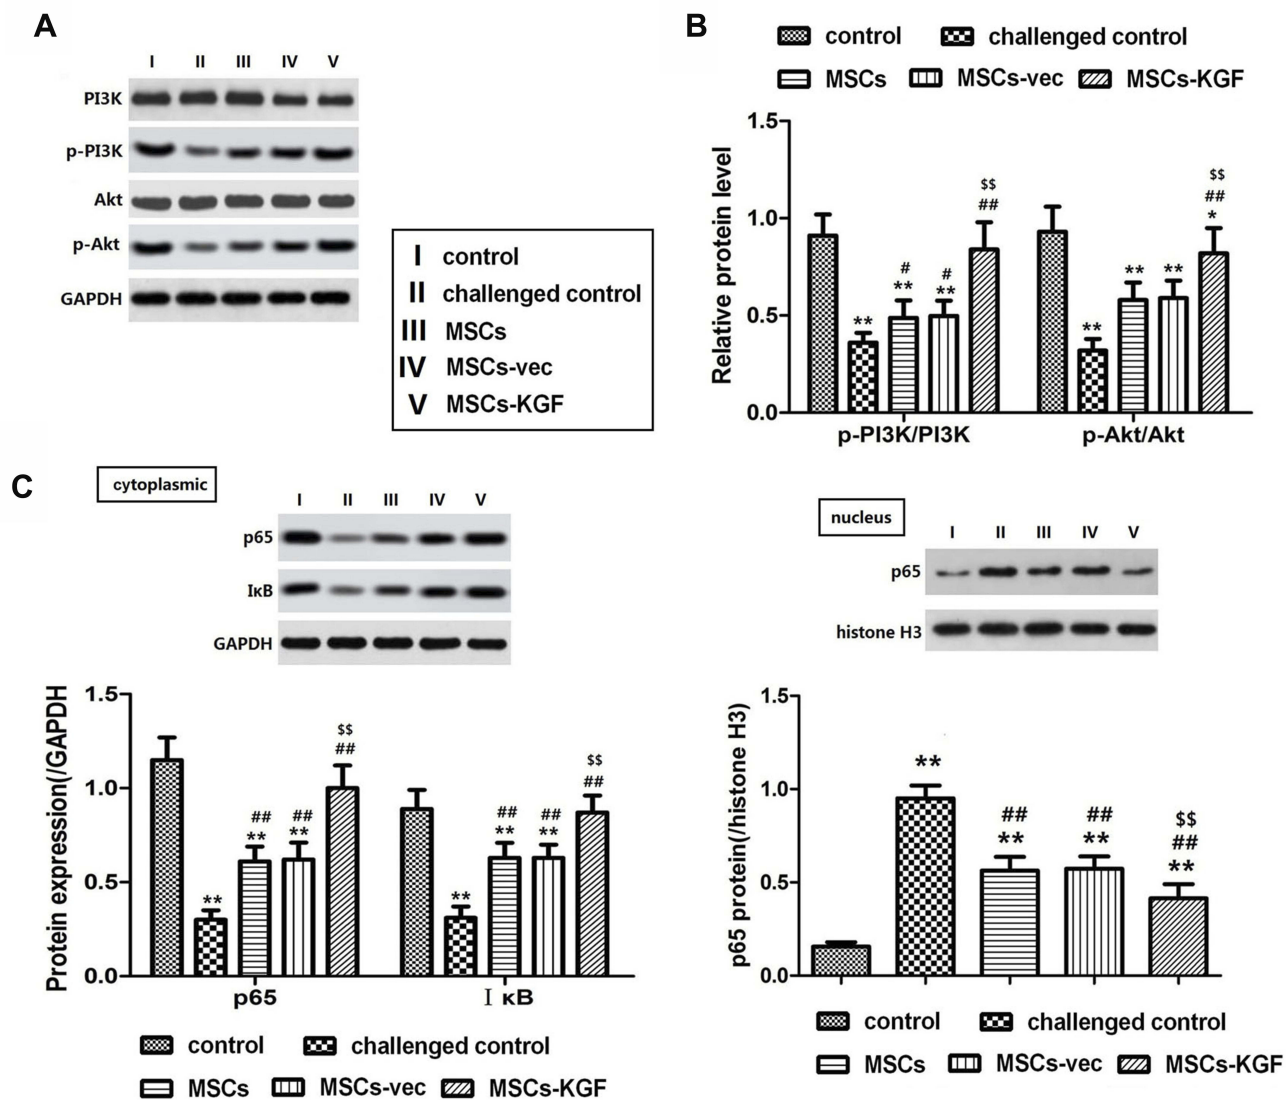 A
I II III IV V
PI3K
p-PI3K
Akt
p-Akt
GAPDH
I control
II challenged control
III MSCs
IV MSCs-vec
V MSCs-KGF
B
control challenged control
MSCs MSCs-vec MSCs-KGF
Relative protein level
1.5
1.0
0.5
0.0
** # ** # ** $$ ##
** ** ** $$ ## *
p-PI3K/PI3K p-Akt/Akt
C
cytoplasmic
I II III IV V
p65
IκB
GAPDH
Protein expression(/GAPDH
1.5
1.0
0.5
0.0
** ## ** ## ** $$ ##
** ## ** ## ** $$ ##
p65 I κB
control challenged control
MSCs MSCs-vec MSCs-KGF
nucleus
I II III IV V
p65
histone H3
p65 protein(/histone H3)
1.5
1.0
0.5
0.0
** ## ** ## ** $$ ## **
control challenged control
MSCs MSCs-vec MSCs-KGF